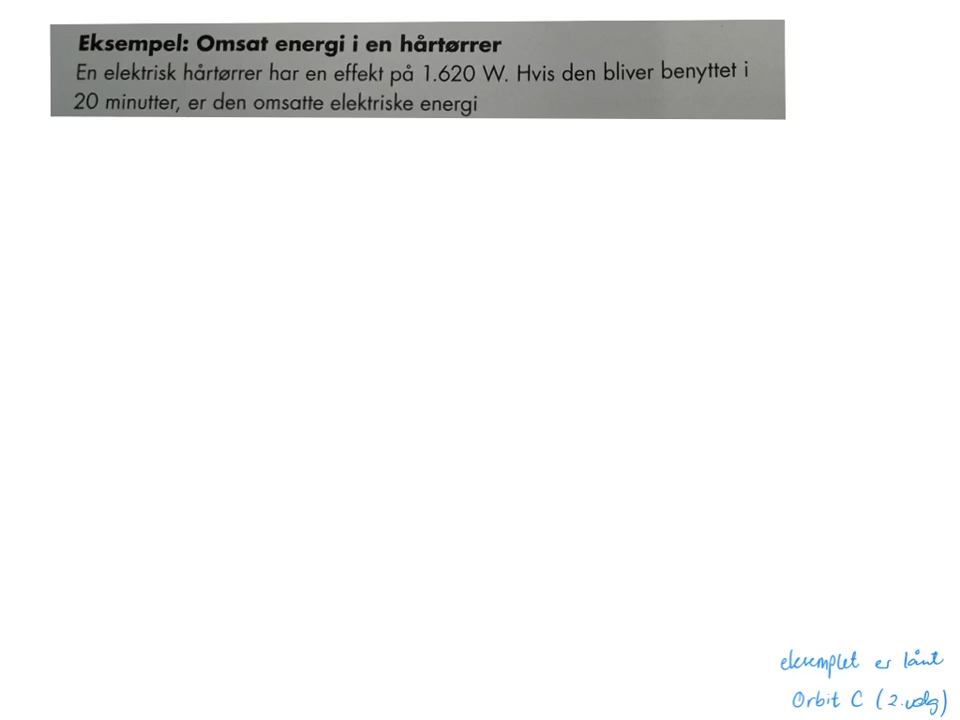 Eksempel: Omsat energi i en hårtørrer
En elektrisk hårtørrer har en effekt på 1.620 W. Hvis den bliver benyttet i
20 minutter, er den omsatte elektriske energi
eksemplet er lånt
Orbit C (2.udg)